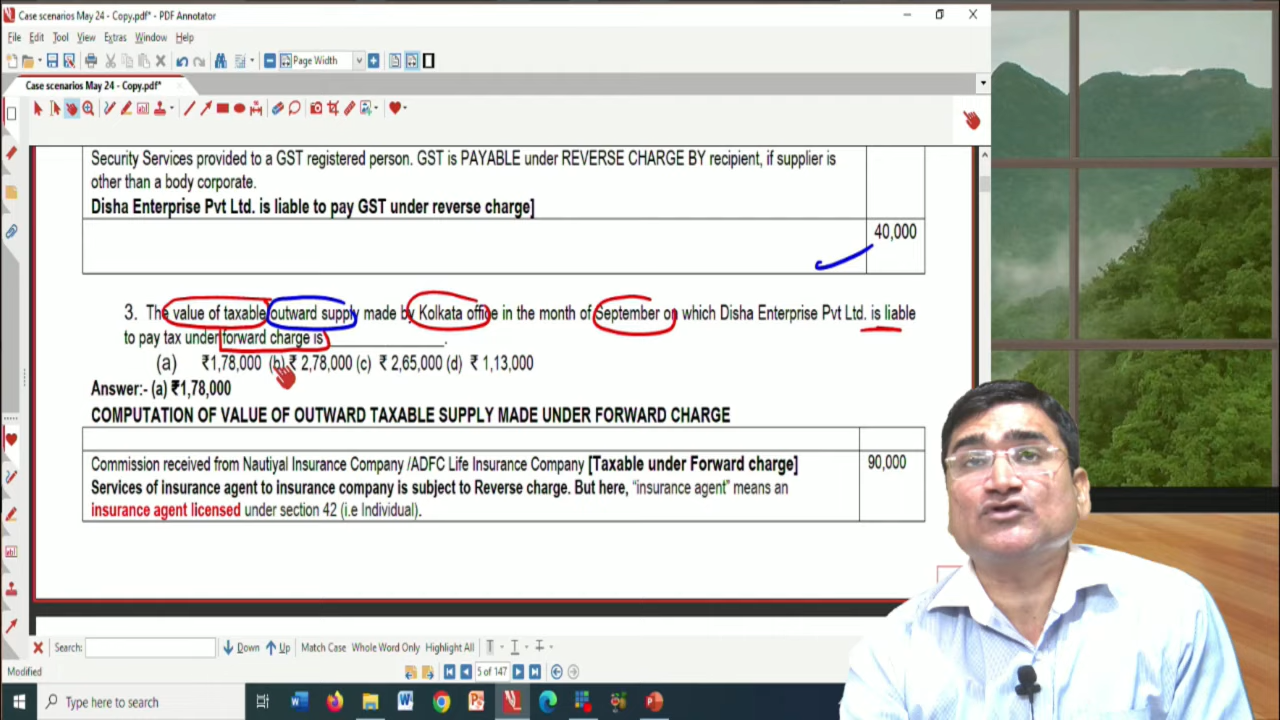 Case scenarios May 24 - Copy.pdf* - PDF Annotator
File Edit Tool View Extras Window Help
Page Width
Case scenarios May 24 - Copy.pdf*
Security Services provided to a GST registered person. GST is PAYABLE under REVERSE CHARGE BY recipient, if supplier is
other than a body corporate.
Disha Enterprise Pvt Ltd. is liable to pay GST under reverse charge]
40,000
3. The value of taxable outward supply made by Kolkata office in the month of September on which Disha Enterprise Pvt Ltd. is liable
to pay tax under forward charge is ___________________.
(a) ₹1,78,000 (b) ₹ 2,78,000 (c) ₹ 2,65,000 (d) ₹ 1,13,000
Answer:- (a) ₹1,78,000
COMPUTATION OF VALUE OF OUTWARD TAXABLE SUPPLY MADE UNDER FORWARD CHARGE
Commission received from Nautiyal Insurance Company /ADFC Life Insurance Company [Taxable under Forward charge] 90,000
Services of insurance agent to insurance company is subject to Reverse charge. But here, “insurance agent” means an
insurance agent licensed under section 42 (i.e Individual).
Search: Down Up Match Case Whole Word Only Highlight All
Modified 5 of 147
Type here to search